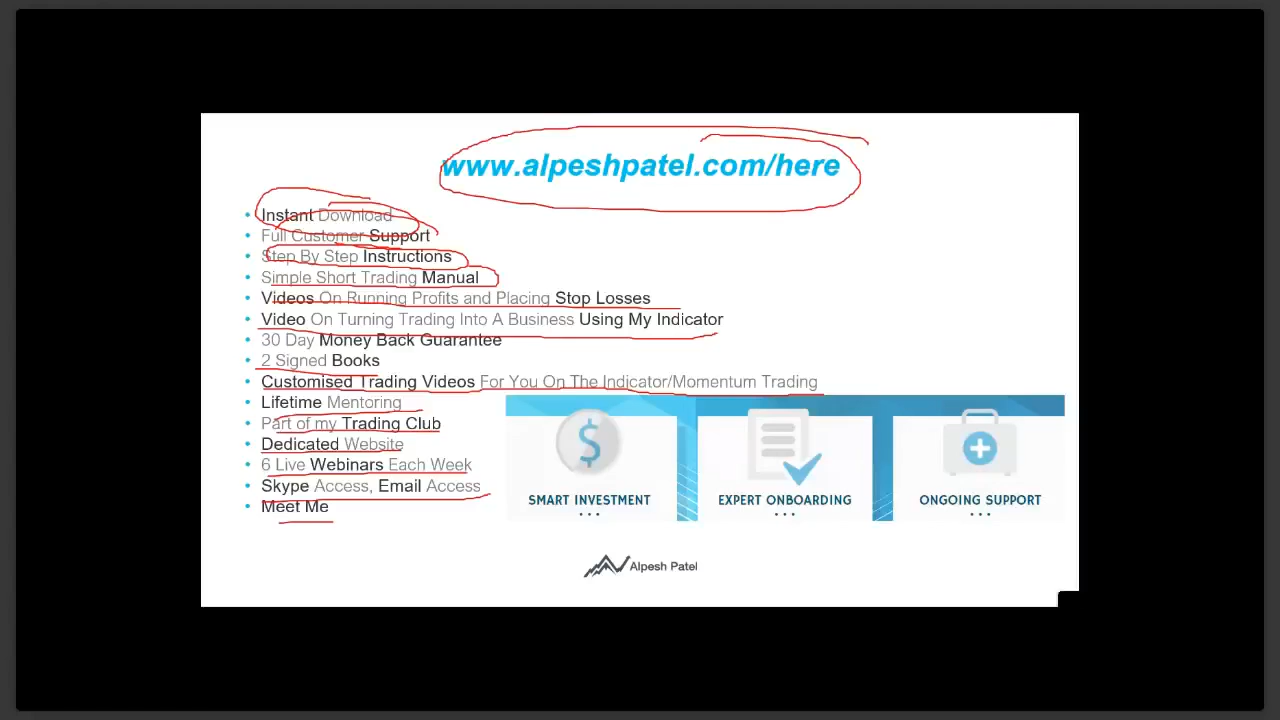 www.alpeshpatel.com/here
• Instant Download
• Full Customer Support
• Step By Step Instructions
• Simple Short Trading Manual
• Videos On Running Profits and Placing Stop Losses
• Video On Turning Trading Into A Business Using My Indicator
• 30 Day Money Back Guarantee
• 2 Signed Books
• Customised Trading Videos For You On The Indicator/Momentum Trading
• Lifetime Mentoring
• Part of my Trading Club
• Dedicated Website
• 6 Live Webinars Each Week
• Skype Access, Email Access
• Meet Me
$
SMART INVESTMENT
EXPERT ONBOARDING
ONGOING SUPPORT
Alpesh Patel